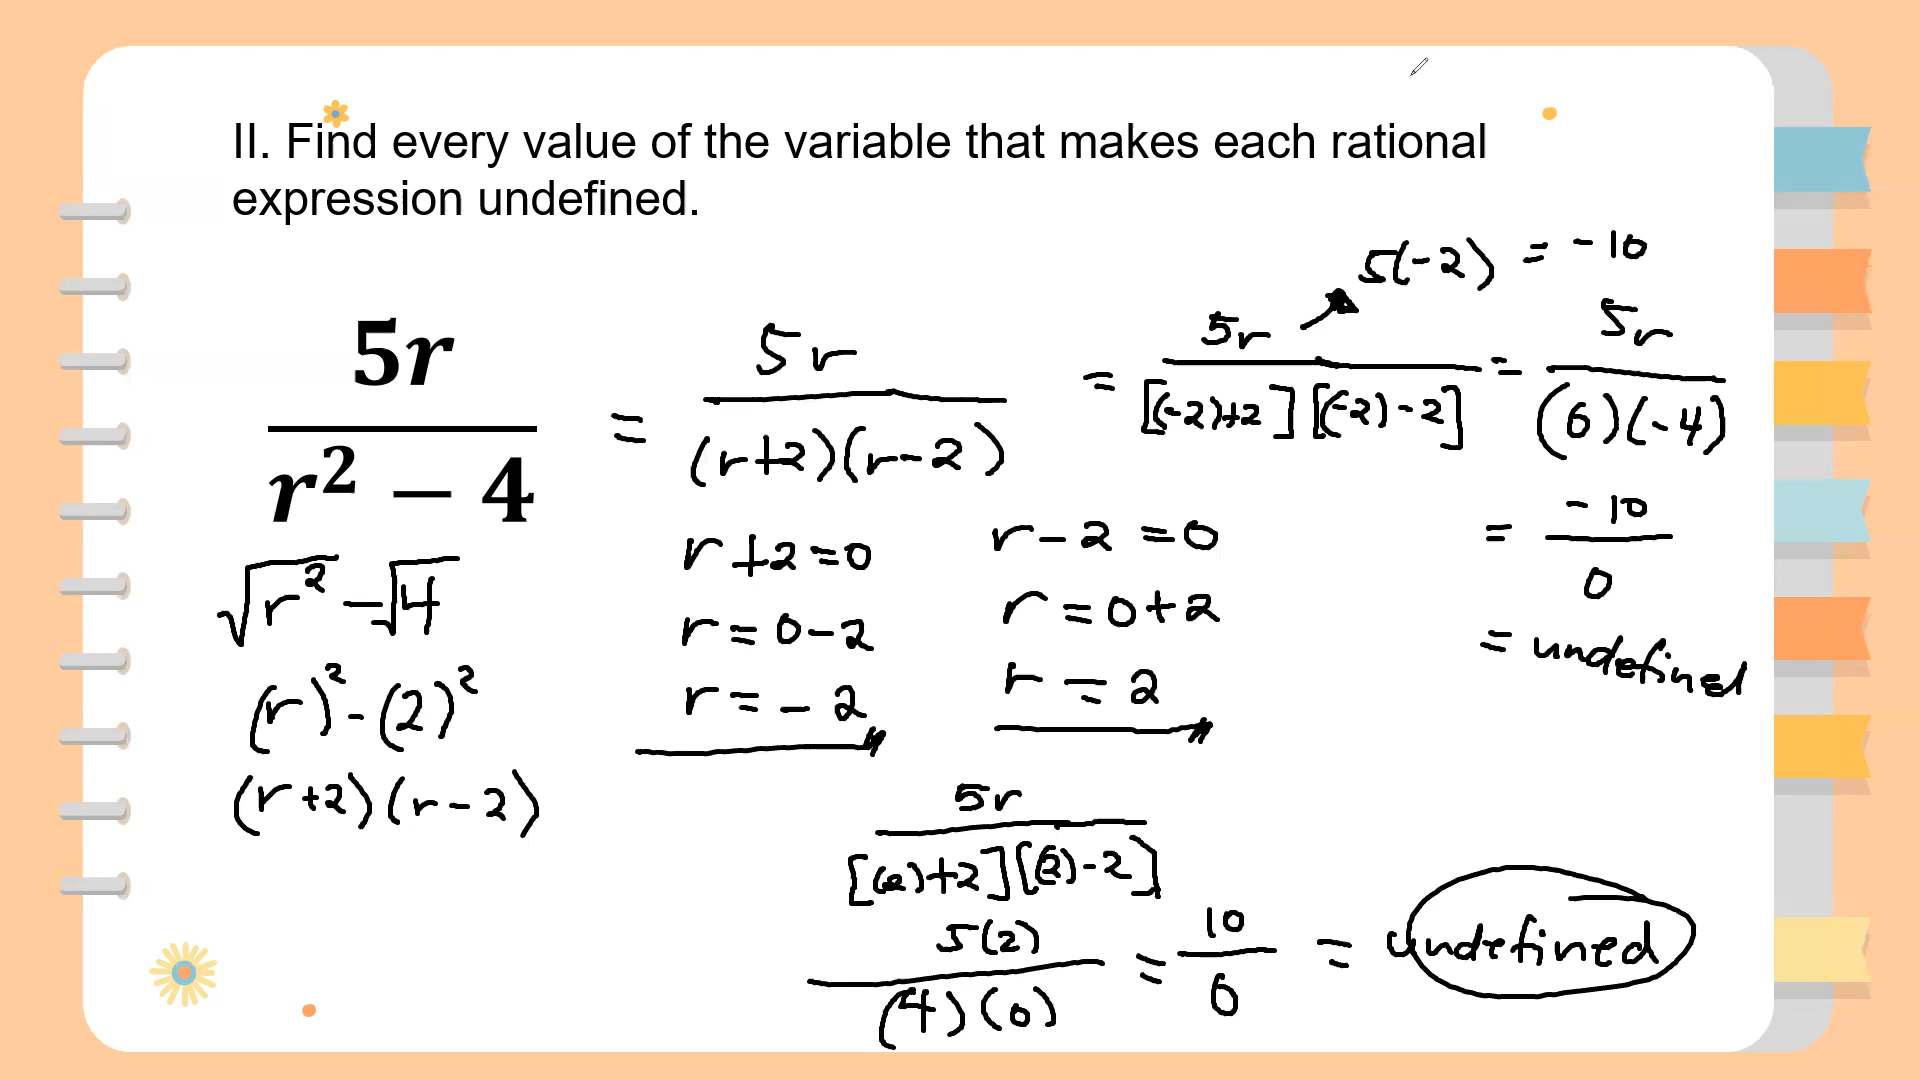 II. Find every value of the variable that makes each rational
expression undefined.
5r
r² − 4
√r² − √4
(r)² - (2)²
(r+2)(r-2)
=
5r
(r+2)(r-2)
r+2=0
r=0-2
r=-2
r-2=0
r=0+2
r=2
5(-2) = -10
=
5r
[(-2)+2][(-2)-2]
=
5r
(6)(-4)
=
-10
0
= undefined
5r
[(2)+2][(2)-2]
5(2)
(4)(0)
=
10
0
= undefined